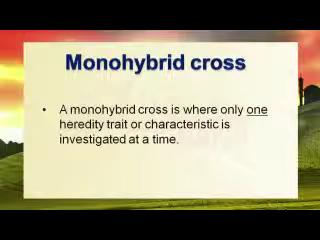 Monohybrid cross
• A monohybrid cross is where only one
heredity trait or characteristic is
investigated at a time.